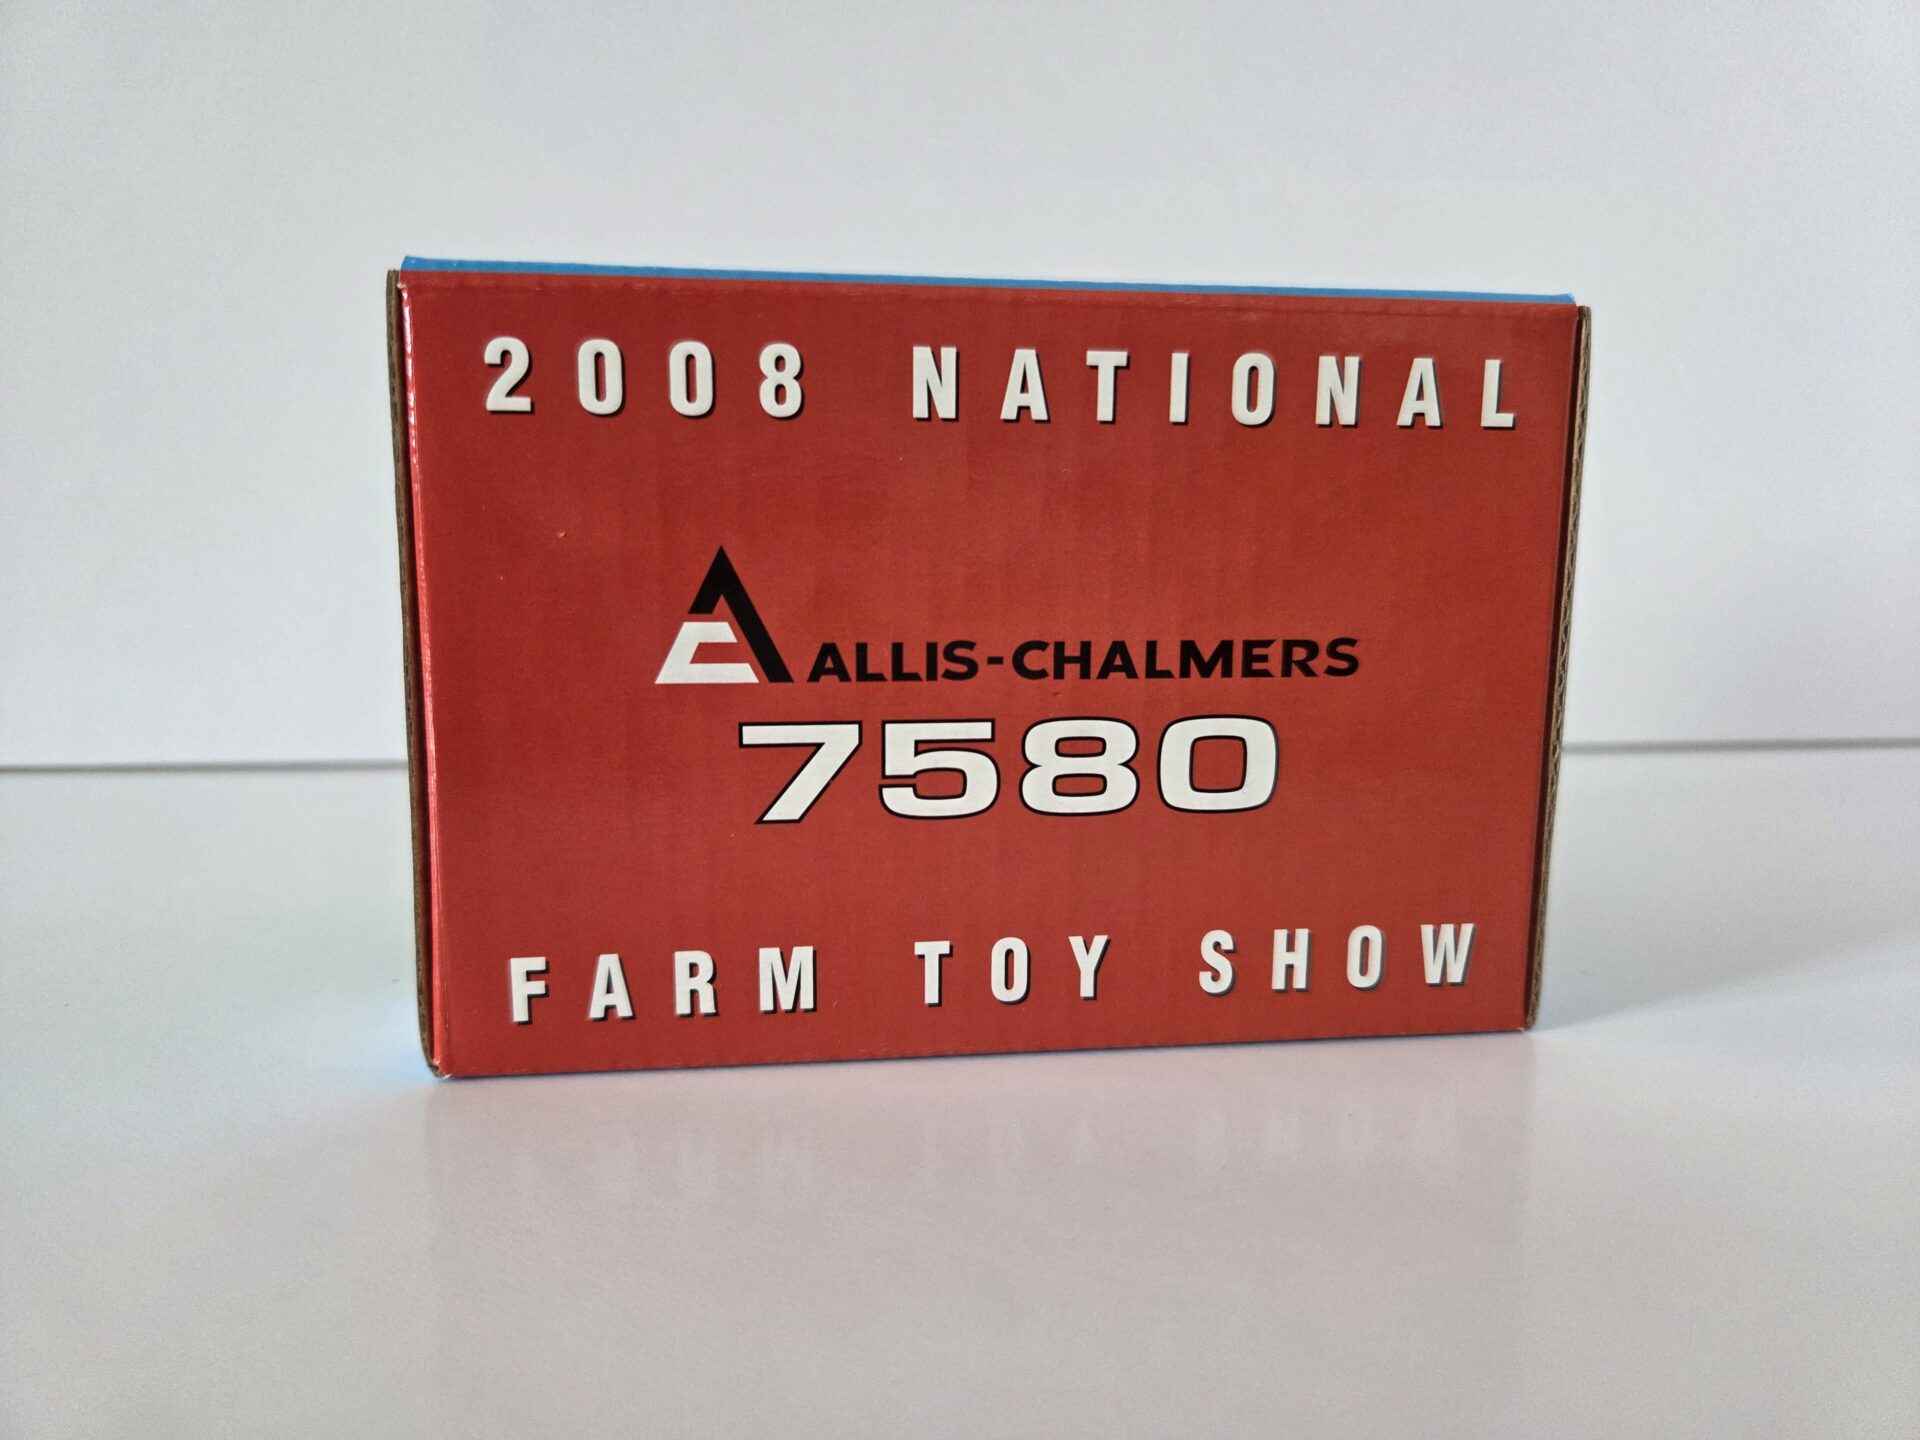 2008 NATIONAL
ALLIS-CHALMERS
7580
FARM TOY SHOW